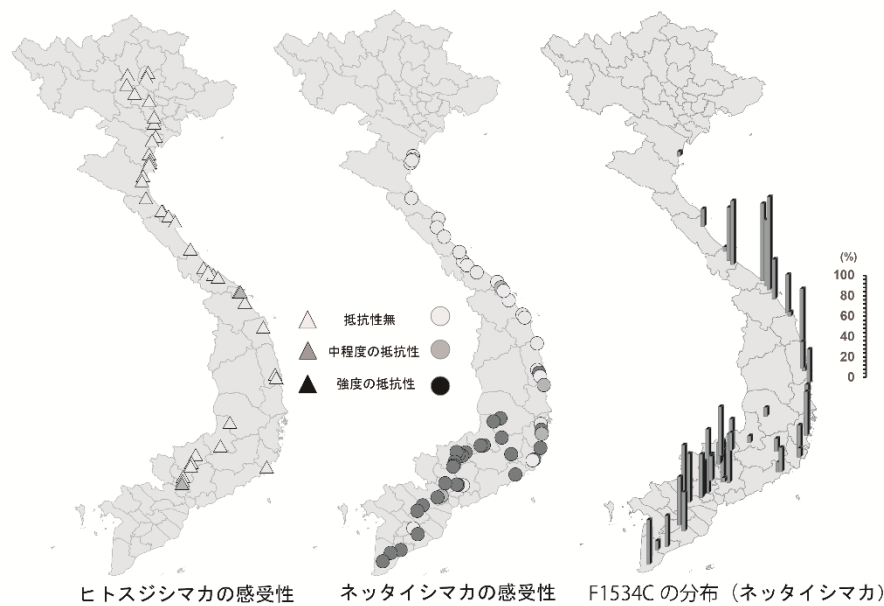 (%)
100
80
60
40
20
0
抵抗性無
中程度の抵抗性
強度の抵抗性
ヒトスジシマカの感受性
ネッタイシマカの感受性
F1534C の分布（ネッタイシマカ）